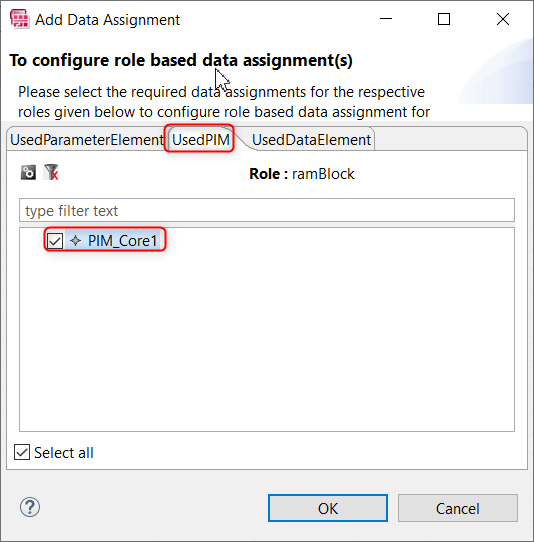 Add Data Assignment
To configure role based data assignment(s)
Please select the required data assignments for the respective
roles given below to configure role based data assignment for
UsedParameterElement UsedPIM UsedDataElement
Role : ramBlock
type filter text
PIM_Core1
Select all
? OK Cancel